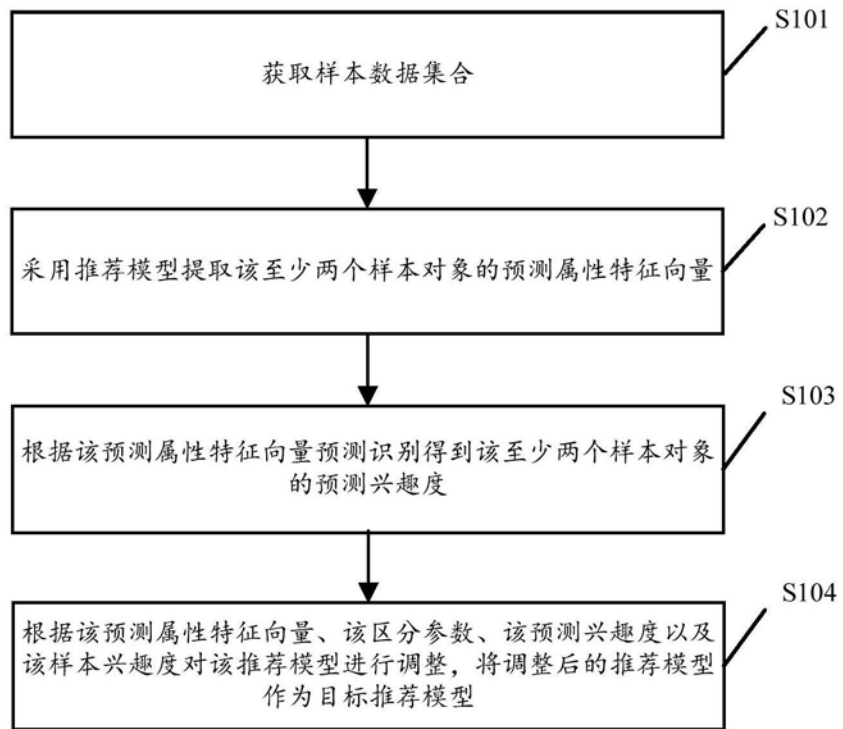 S101
获取样本数据集合
S102
采用推荐模型提取该至少两个样本对象的预测属性特征向量
S103
根据该预测属性特征向量预测识别得到该至少两个样本对象
的预测兴趣度
S104
根据该预测属性特征向量、该区分参数、该预测兴趣度以及
该样本兴趣度对该推荐模型进行调整，将调整后的推荐模型
作为目标推荐模型